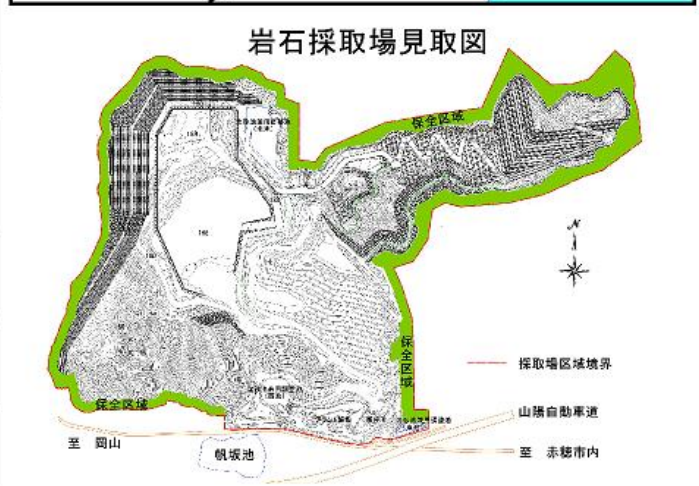 岩石採取場見取図
保全区域
N
保全区域
採取場区域境界
保全区域
山陽自動車道
至 岡山
帆坂池
至 赤穂市内